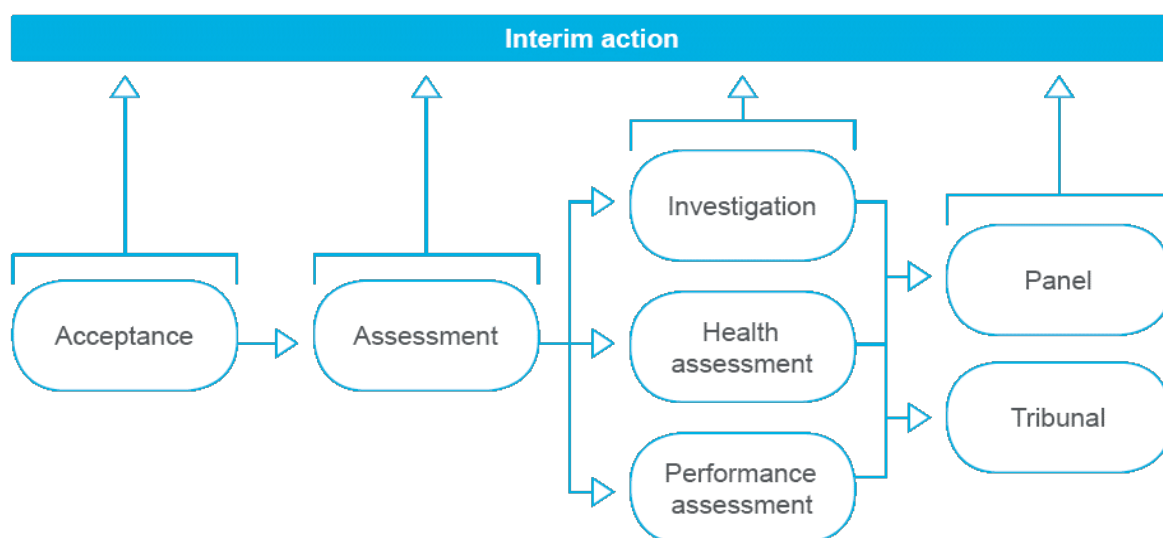 Interim action
Acceptance
Assessment
Investigation
Health
assessment
Performance
assessment
Panel
Tribunal